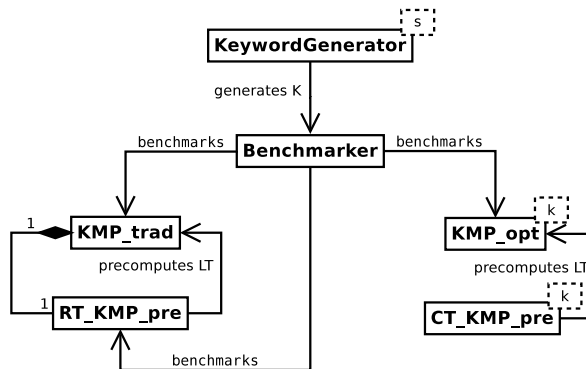 s
KeywordGenerator
generates K
benchmarks
Benchmarker
benchmarks
1
KMP_trad
k
KMP_opt
precomputes LT
precomputes LT
1
RT_KMP_pre
k
CT_KMP_pre
benchmarks